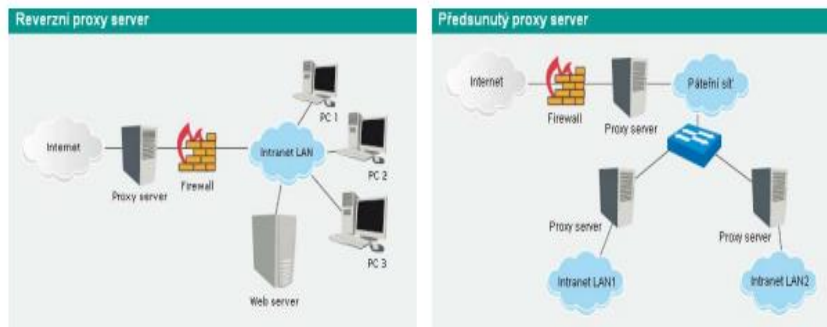 Reverzní proxy server
Internet
Proxy server
Firewall
Intranet LAN
PC 1
PC 2
PC 3
Web server
Předsunutý proxy server
Internet
Firewall
Proxy server
Páteřní síť
Proxy server
Proxy server
Intranet LAN1
Intranet LAN2